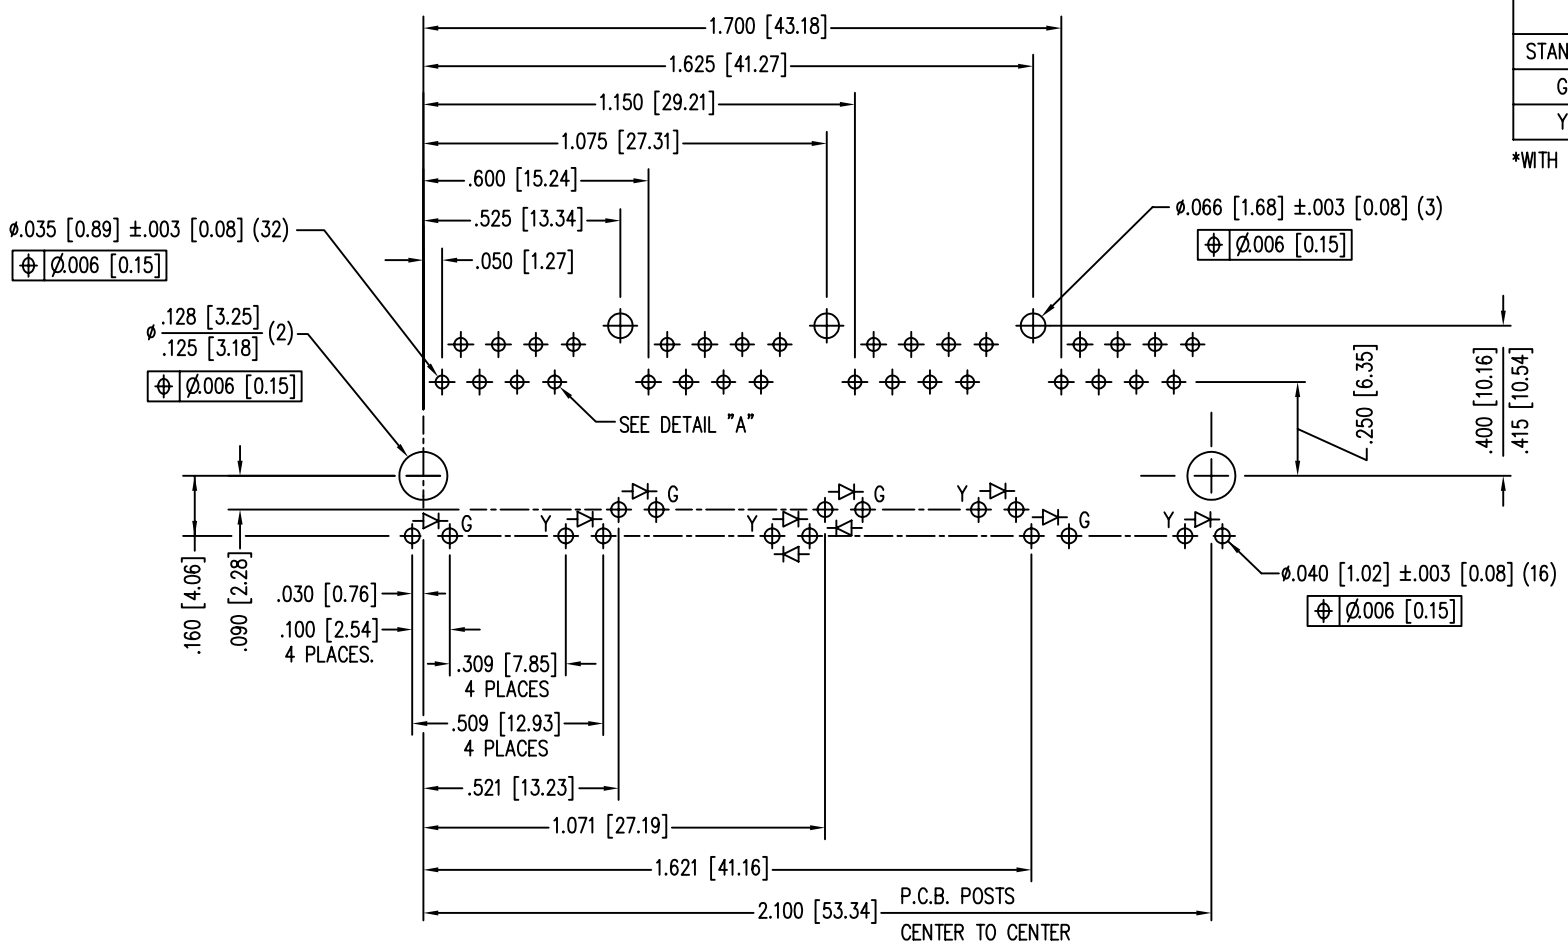 1.700 [43.18]
1.625 [41.27]
1.150 [29.21]
1.075 [27.31]
.600 [15.24]
.525 [13.34]
.050 [1.27]
STAN
G
Y
*WITH
ø.035 [0.89] ±.003 [0.08] (32)
⌖ Ø.006 [0.15]
ø .128 [3.25]
.125 [3.18] (2)
⌖ Ø.006 [0.15]
ø.066 [1.68] ±.003 [0.08] (3)
⌖ Ø.006 [0.15]
SEE DETAIL "A"
.250 [6.35]
.400 [10.16]
.415 [10.54]
G
Y
G
Y
G
Y
G
Y
.160 [4.06]
.090 [2.28]
.030 [0.76]
.100 [2.54]
4 PLACES.
.309 [7.85]
4 PLACES
.509 [12.93]
4 PLACES
.521 [13.23]
1.071 [27.19]
1.621 [41.16]
2.100 [53.34]
P.C.B. POSTS
CENTER TO CENTER
ø.040 [1.02] ±.003 [0.08] (16)
⌖ Ø.006 [0.15]